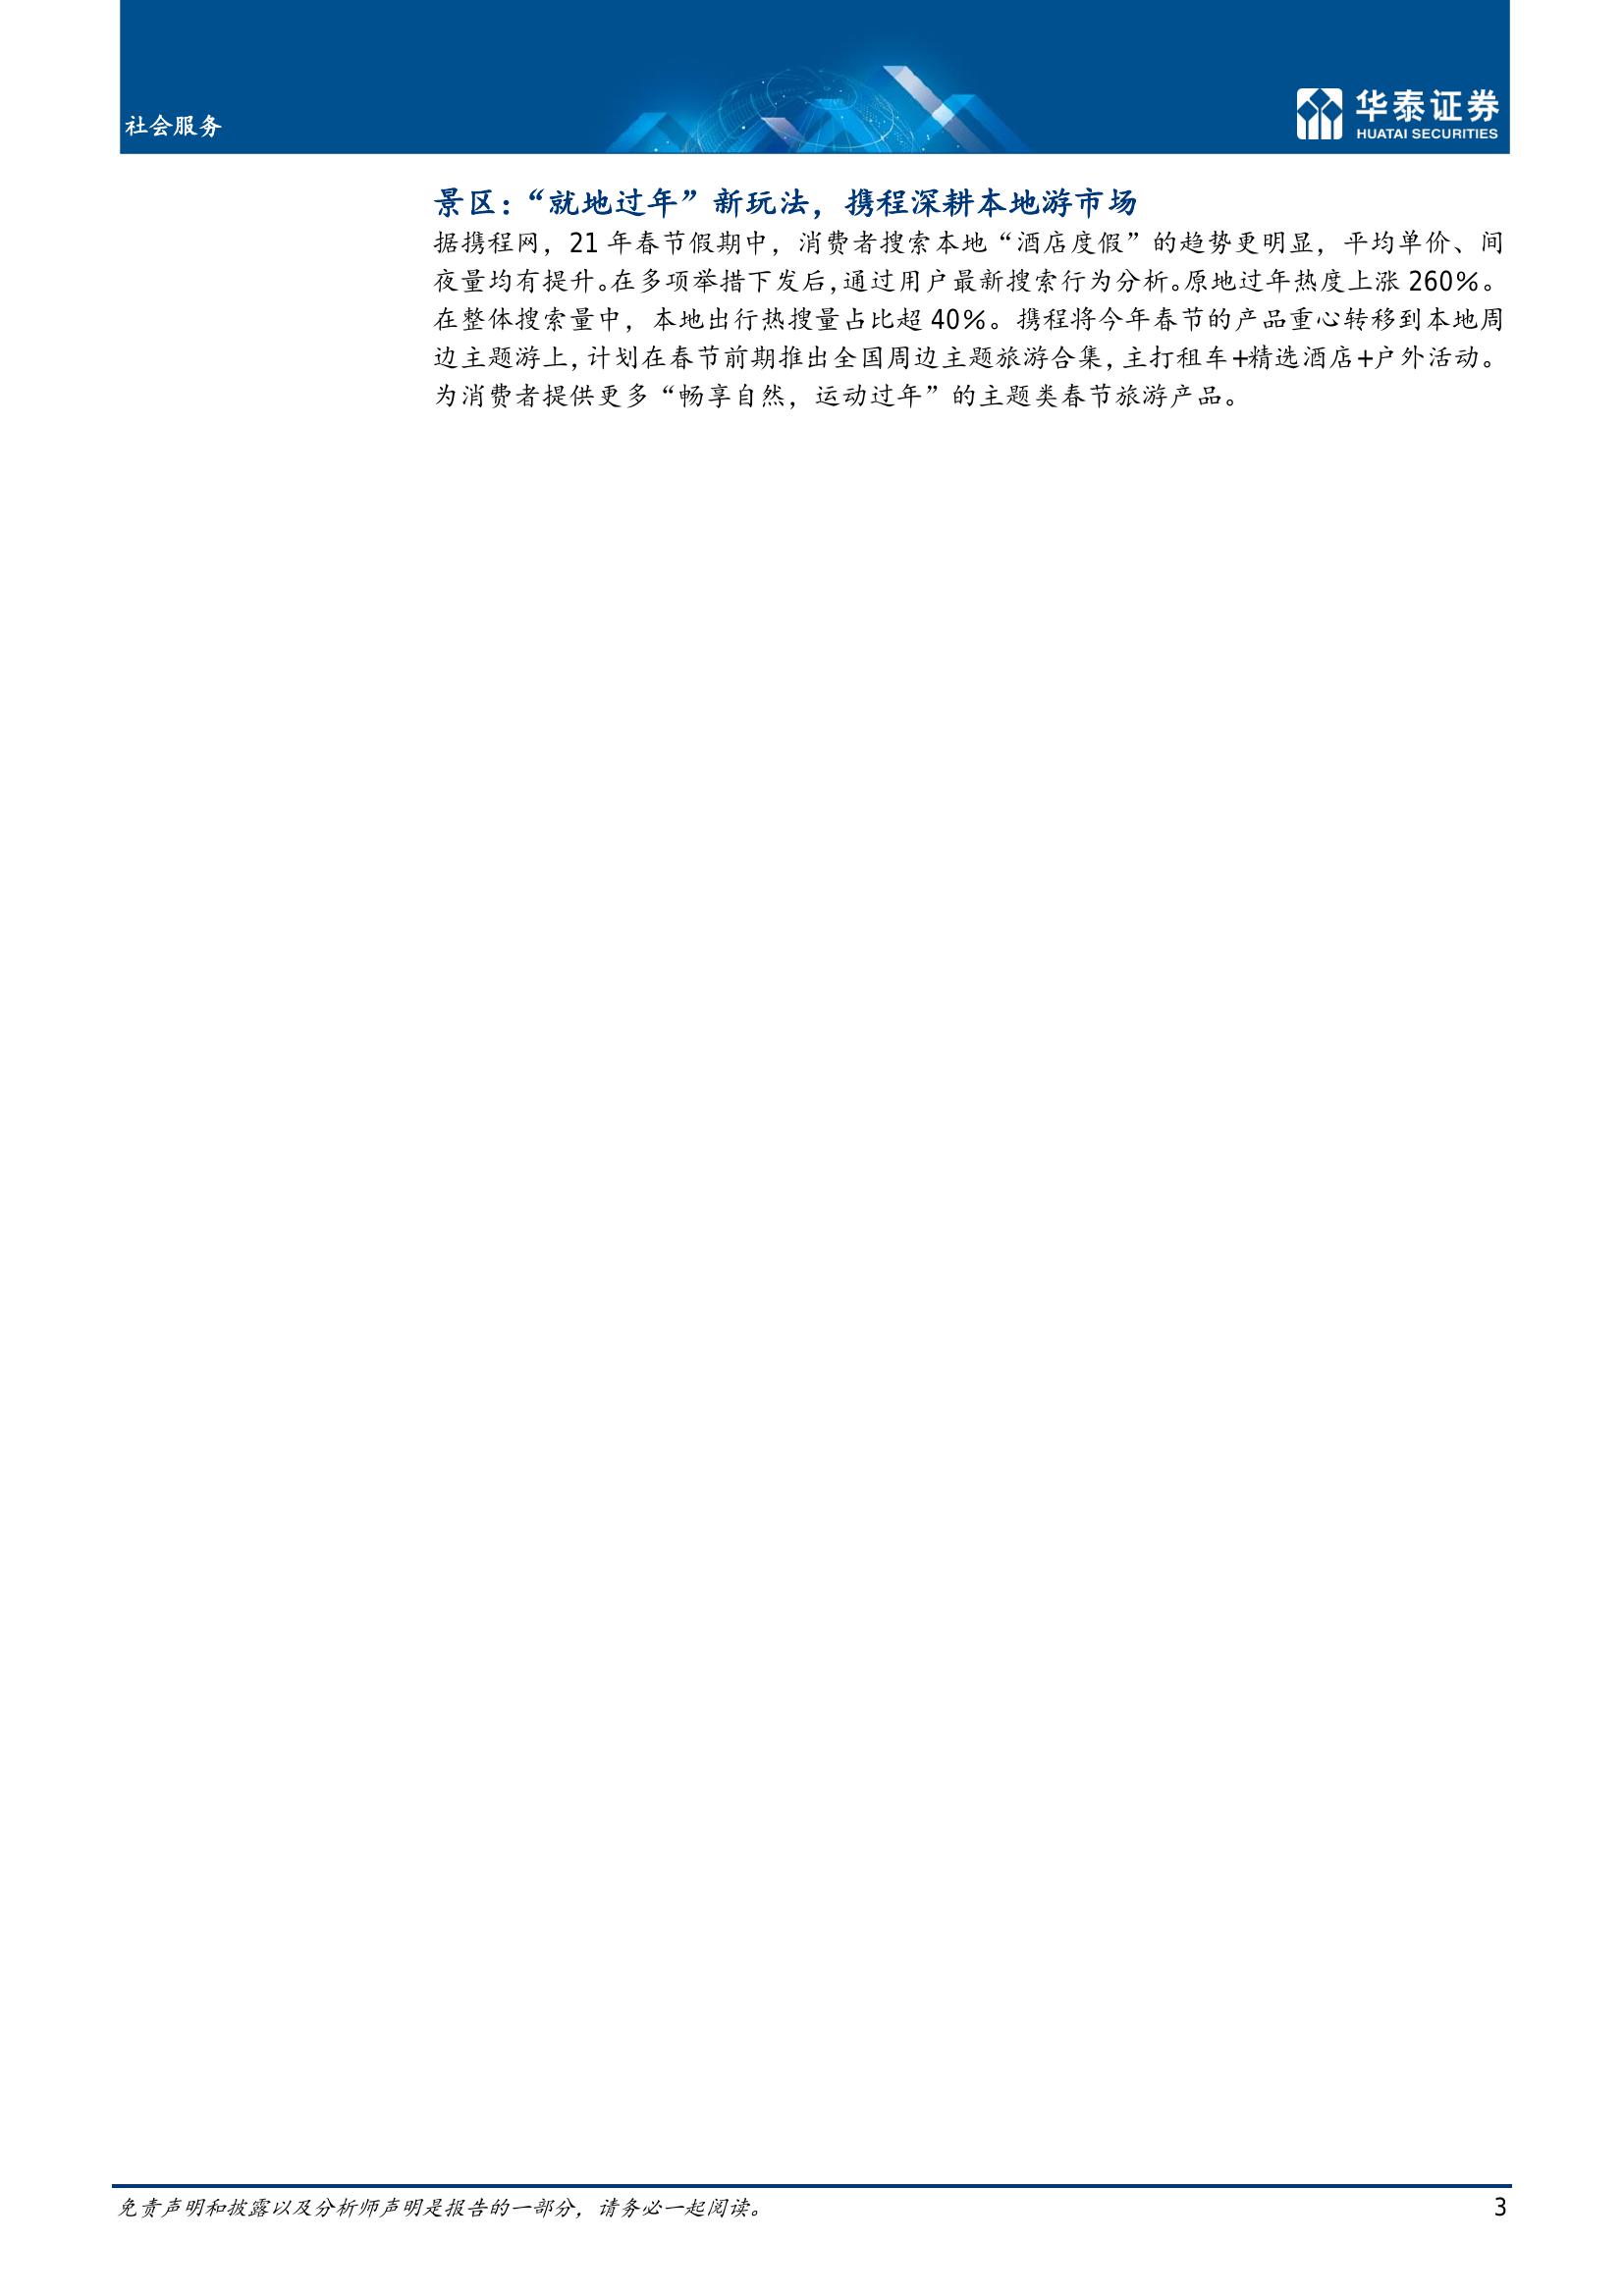 社会服务
华泰证券
HUATAI SECURITIES
景区：“就地过年”新玩法，携程深耕本地游市场
据携程网，21 年春节假期中，消费者搜索本地“酒店度假”的趋势更明显，平均单价、间
夜量均有提升。在多项举措下发后，通过用户最新搜索行为分析。原地过年热度上涨 260%。
在整体搜索量中，本地出行热搜量占比超 40%。携程将今年春节的产品重心转移到本地周
边主题游上，计划在春节前期推出全国周边主题旅游合集，主打租车+精选酒店+户外活动。
为消费者提供更多“畅享自然，运动过年”的主题类春节旅游产品。
免责声明和披露以及分析师声明是报告的一部分，请务必一起阅读。
3